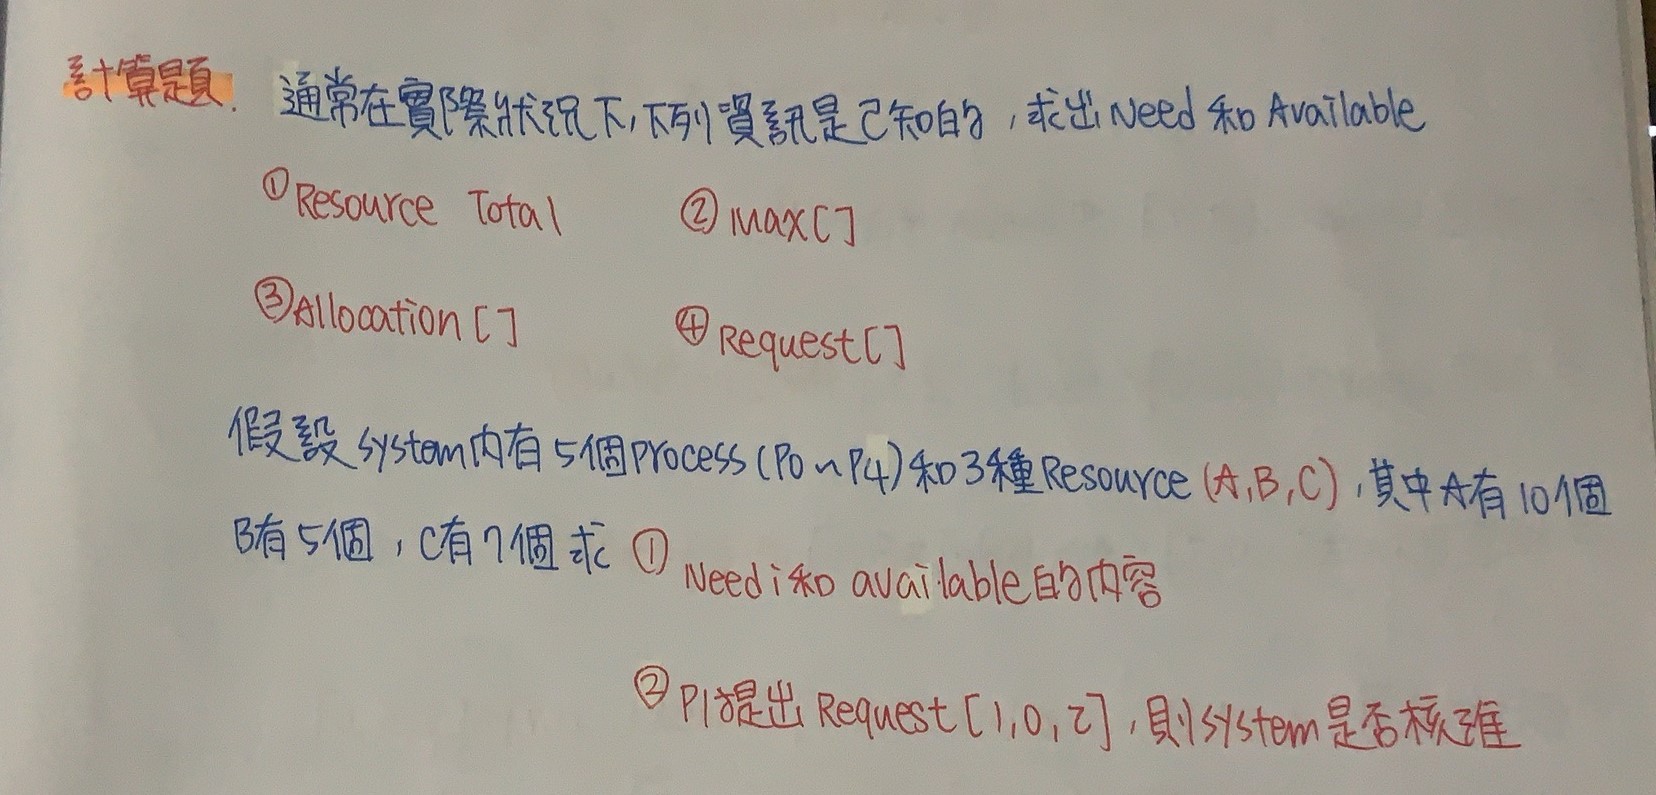 計算題. 通常在實際狀況下,下列資訊是已知的,求出Need和Available
①Resource Total ②Max[]
③Allocation[] ④Request[]
假設system內有5個process(P0~P4)和3種Resource(A,B,C),其中A有10個
B有5個,C有7個求①Needi和available的內容
②P1提出Request[1,0,2],則system是否核准